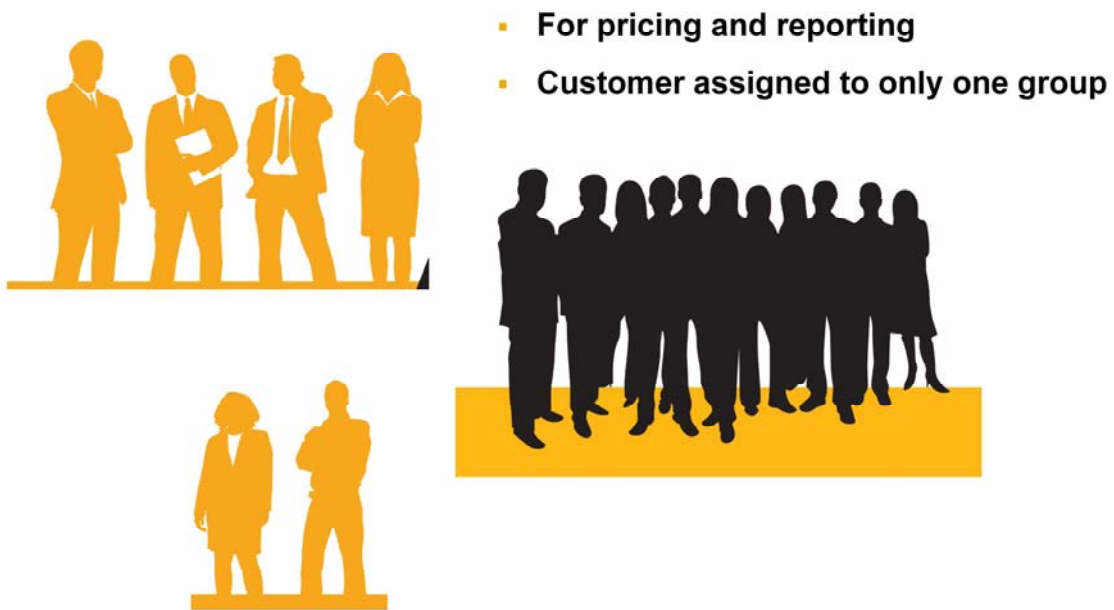 ▪ For pricing and reporting
▪ Customer assigned to only one group